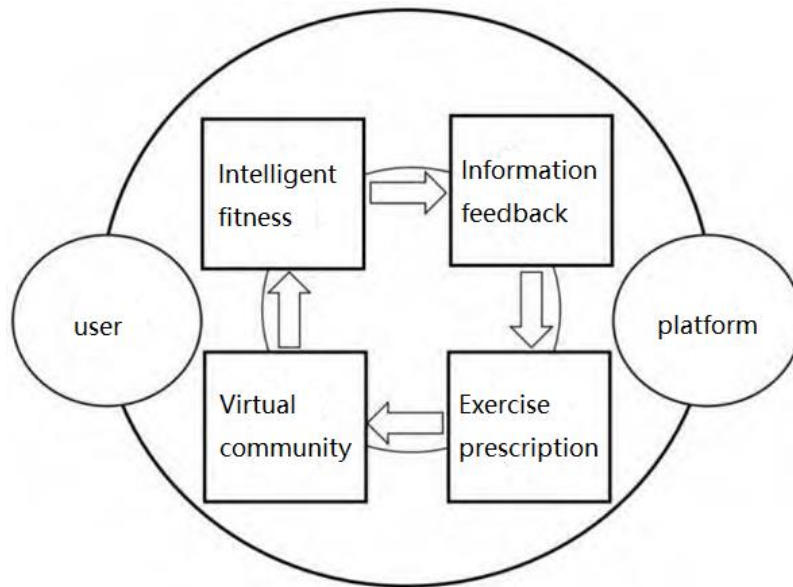 Intelligent
fitness
Information
feedback
user
platform
Virtual
community
Exercise
prescription